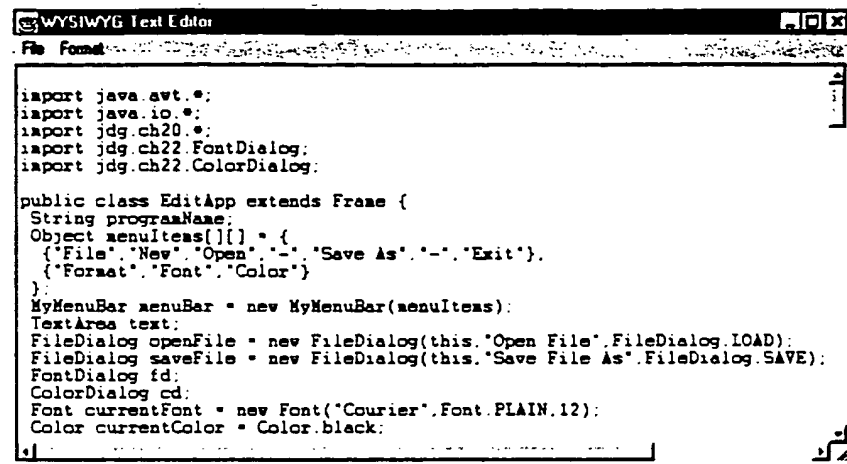 WYSIWYG Text Editor
File Format
import java.awt.*;
import java.io.*;
import jdg.ch20.*;
import jdg.ch22.FontDialog;
import jdg.ch22.ColorDialog;
public class EditApp extends Frame {
String programName;
Object menuItems[][] = {
{"File","New","Open","-","Save As","-","Exit"},
{"Format","Font","Color"}
};
MyMenuBar menuBar = new MyMenuBar(menuItems);
TextArea text;
FileDialog openFile = new FileDialog(this,"Open File",FileDialog.LOAD);
FileDialog saveFile = new FileDialog(this,"Save File As",FileDialog.SAVE);
FontDialog fd;
ColorDialog cd;
Font currentFont = new Font("Courier",Font.PLAIN,12);
Color currentColor = Color.black;